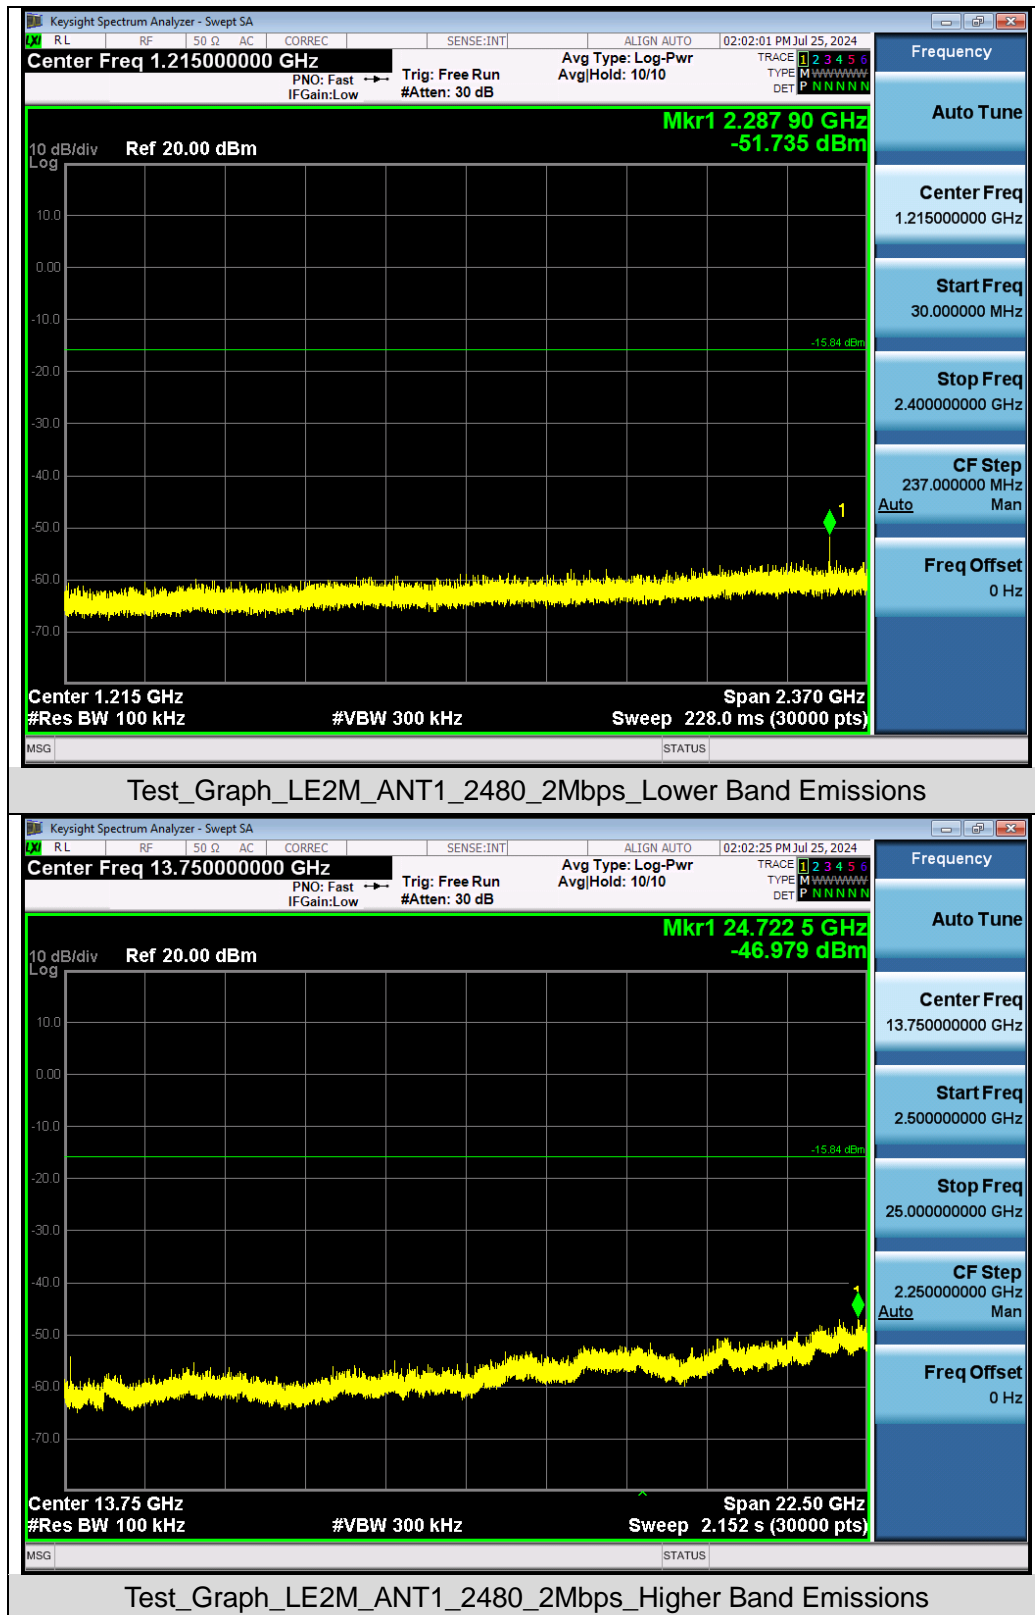 Keysight Spectrum Analyzer - Swept SA
LXI RL RF 50 Ω AC CORREC SENSE:INT ALIGN AUTO 02:02:01 PM Jul 25, 2024
Center Freq 1.215000000 GHz
PNO: Fast
IFGain:Low
Trig: Free Run
#Atten: 30 dB
Avg Type: Log-Pwr
Avg|Hold: 10/10
TRACE 1 2 3 4 5 6
TYPE M WWWWW
DET P N N N N N
Mkr1 2.287 90 GHz
-51.735 dBm
10 dB/div Ref 20.00 dBm
Log
10.0
0.00
-10.0
-15.84 dBm
-20.0
-30.0
-40.0
1
-50.0
-60.0
-70.0
Center 1.215 GHz Span 2.370 GHz
#Res BW 100 kHz #VBW 300 kHz Sweep 228.0 ms (30000 pts)
MSG STATUS
Frequency
Auto Tune
Center Freq
1.215000000 GHz
Start Freq
30.000000 MHz
Stop Freq
2.400000000 GHz
CF Step
237.000000 MHz
Auto Man
Freq Offset
0 Hz
Test_Graph_LE2M_ANT1_2480_2Mbps_Lower Band Emissions
Keysight Spectrum Analyzer - Swept SA
LXI RL RF 50 Ω AC CORREC SENSE:INT ALIGN AUTO 02:02:25 PM Jul 25, 2024
Center Freq 13.750000000 GHz
PNO: Fast
IFGain:Low
Trig: Free Run
#Atten: 30 dB
Avg Type: Log-Pwr
Avg|Hold: 10/10
TRACE 1 2 3 4 5 6
TYPE M WWWWW
DET P N N N N N
Mkr1 24.722 5 GHz
-46.979 dBm
10 dB/div Ref 20.00 dBm
Log
10.0
0.00
-10.0
-15.84 dBm
-20.0
-30.0
-40.0
1
-50.0
-60.0
-70.0
Center 13.75 GHz Span 22.50 GHz
#Res BW 100 kHz #VBW 300 kHz Sweep 2.152 s (30000 pts)
MSG STATUS
Frequency
Auto Tune
Center Freq
13.750000000 GHz
Start Freq
2.500000000 GHz
Stop Freq
25.000000000 GHz
CF Step
2.250000000 GHz
Auto Man
Freq Offset
0 Hz
Test_Graph_LE2M_ANT1_2480_2Mbps_Higher Band Emissions